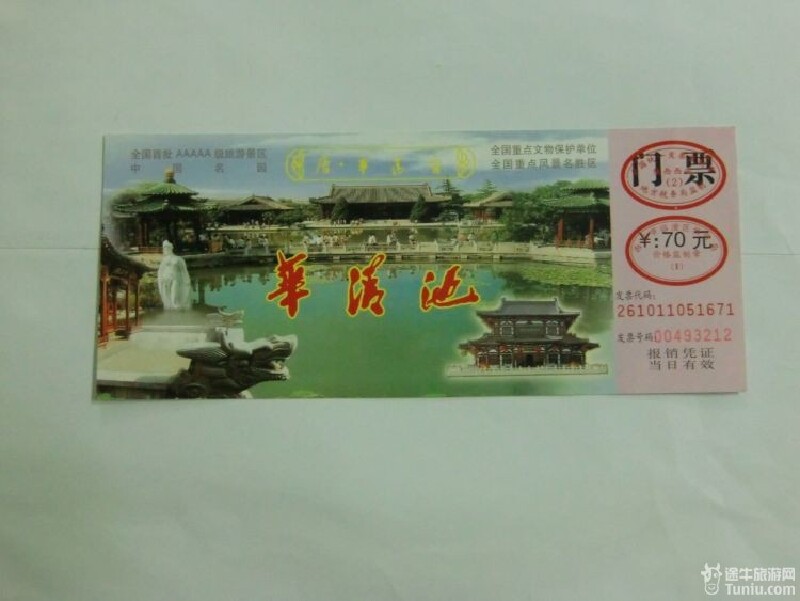 全国首批AAAAA级旅游景区
中国名园
全国重点文物保护单位
全国重点风景名胜区
華清池
门票
(2)
¥:70元
(1)
发票代码:
261011051671
发票号码00493212
报销凭证
当日有效
途牛旅游网
Tuniu.com